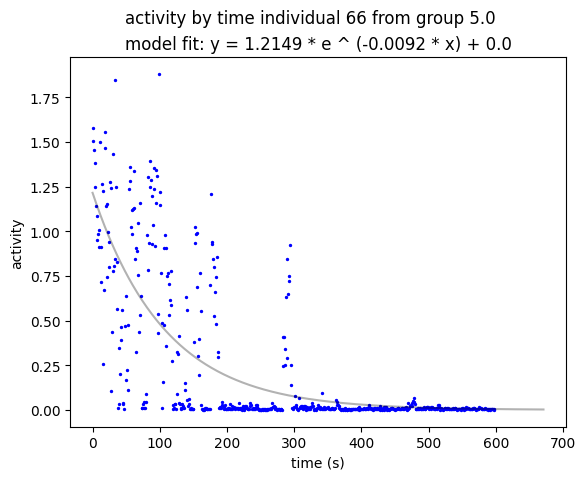 activity by time individual 66 from group 5.0
model fit: y = 1.2149 * e ^ (-0.0092 * x) + 0.0
1.75
1.50
1.25
1.00
0.75
0.50
0.25
0.00
activity
0 100 200 300 400 500 600 700
time (s)